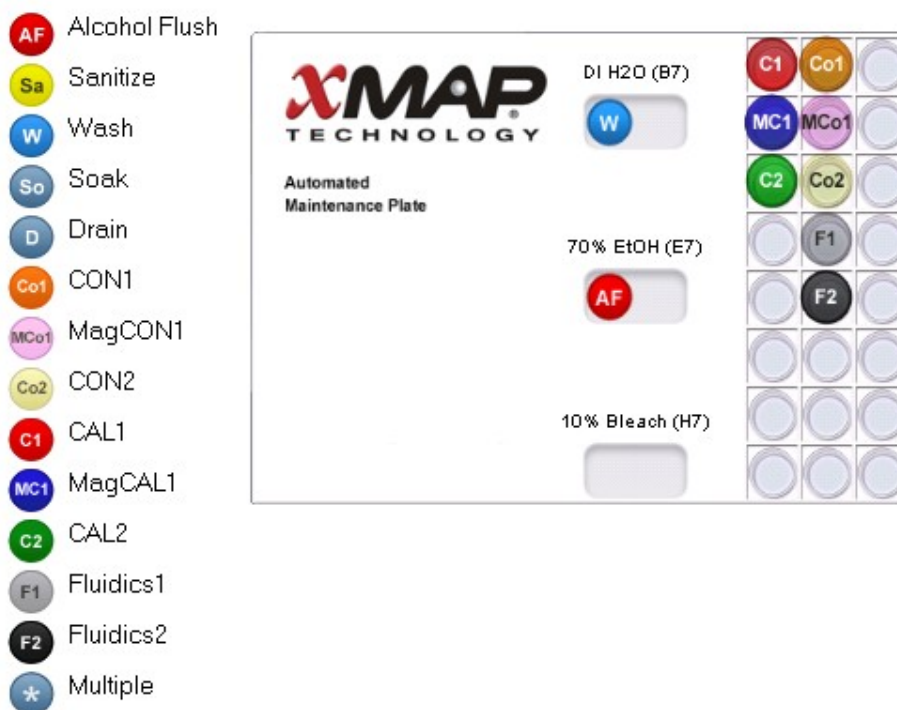 AF Alcohol Flush
Sa Sanitize
W Wash
So Soak
D Drain
Co1 CON1
MCo1 MagCON1
Co2 CON2
C1 CAL1
MC1 MagCAL1
C2 CAL2
F1 Fluidics1
F2 Fluidics2
* Multiple
xMAP®
TECHNOLOGY
Automated
Maintenance Plate
DI H2O (B7)
W
70% EtOH (E7)
AF
10% Bleach (H7)
C1 Co1
MC1 MCo1
C2 Co2
F1
F2